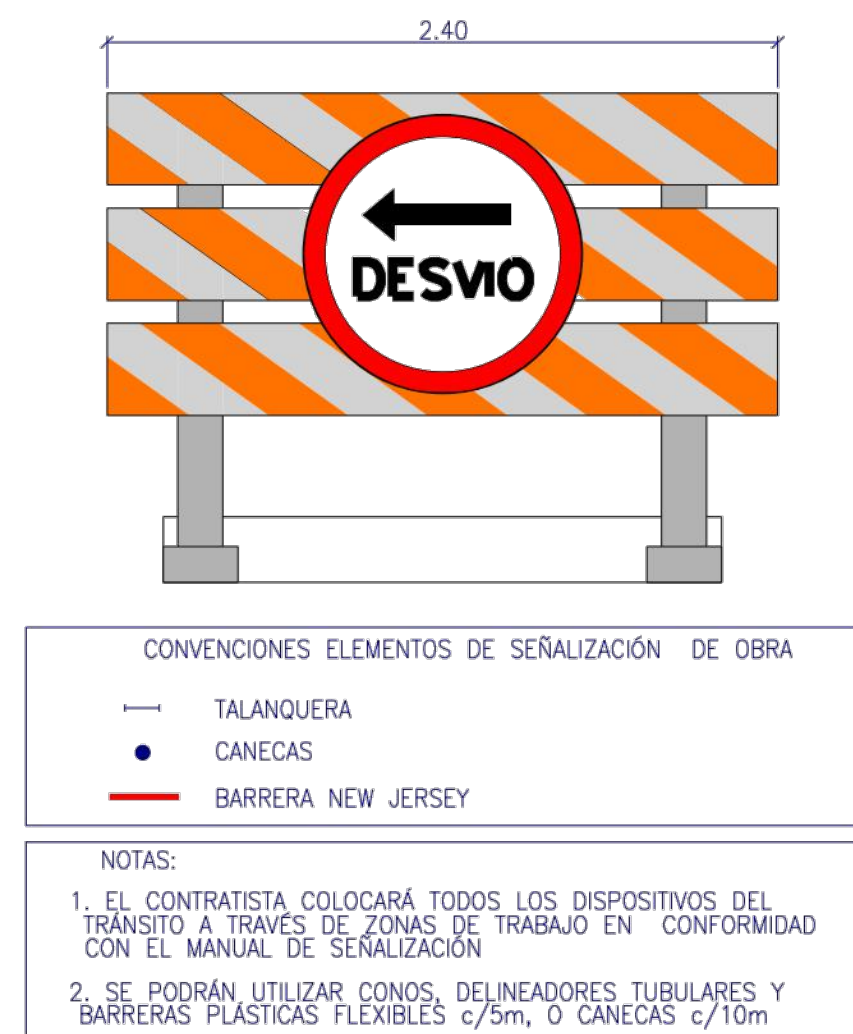 2.40
DESVIO
CONVENCIONES ELEMENTOS DE SEÑALIZACIÓN DE OBRA
TALANQUERA
CANECAS
BARRERA NEW JERSEY
NOTAS:
1. EL CONTRATISTA COLOCARÁ TODOS LOS DISPOSITIVOS DEL
TRÁNSITO A TRAVÉS DE ZONAS DE TRABAJO EN CONFORMIDAD
CON EL MANUAL DE SEÑALIZACIÓN
2. SE PODRÁN UTILIZAR CONOS, DELINEADORES TUBULARES Y
BARRERAS PLÁSTICAS FLEXIBLES c/5m, O CANECAS c/10m